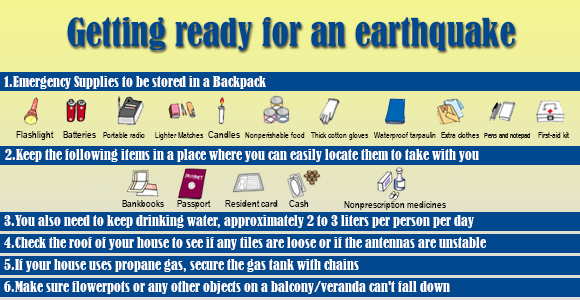 Getting ready for an earthquake
1.Emergency Supplies to be stored in a Backpack
Flashlight Batteries Portable radio Lighter Matches Candles Nonperishable food Thick cotton gloves Waterproof tarpaulin Extra clothes Pens and notepad First-aid kit
2.Keep the following items in a place where you can easily locate them to take with you
Bankbooks Passport Resident card Cash Nonprescription medicines
3.You also need to keep drinking water, approximately 2 to 3 liters per person per day
4.Check the roof of your house to see if any tiles are loose or if the antennas are unstable
5.If your house uses propane gas, secure the gas tank with chains
6.Make sure flowerpots or any other objects on a balcony/veranda can't fall down